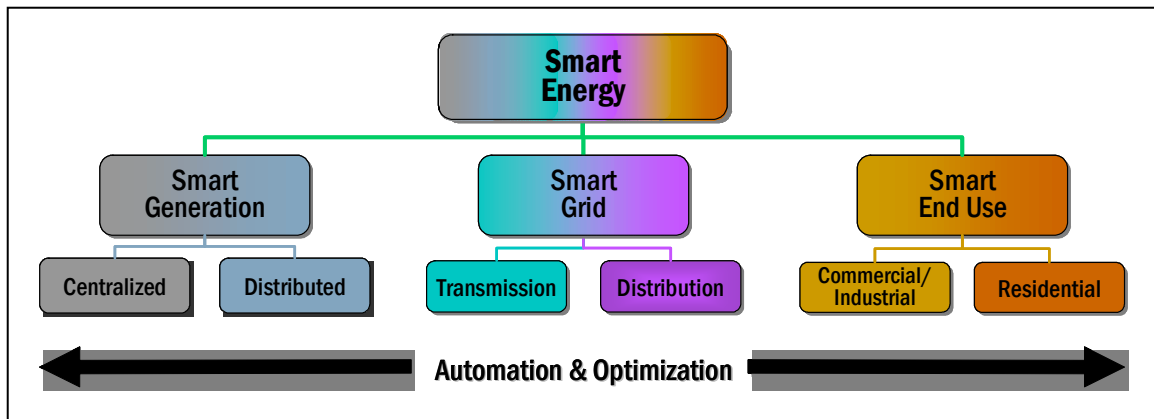 Smart
Energy
Smart
Generation
Smart
Grid
Smart
End Use
Centralized
Distributed
Transmission
Distribution
Commercial/
Industrial
Residential
Automation & Optimization